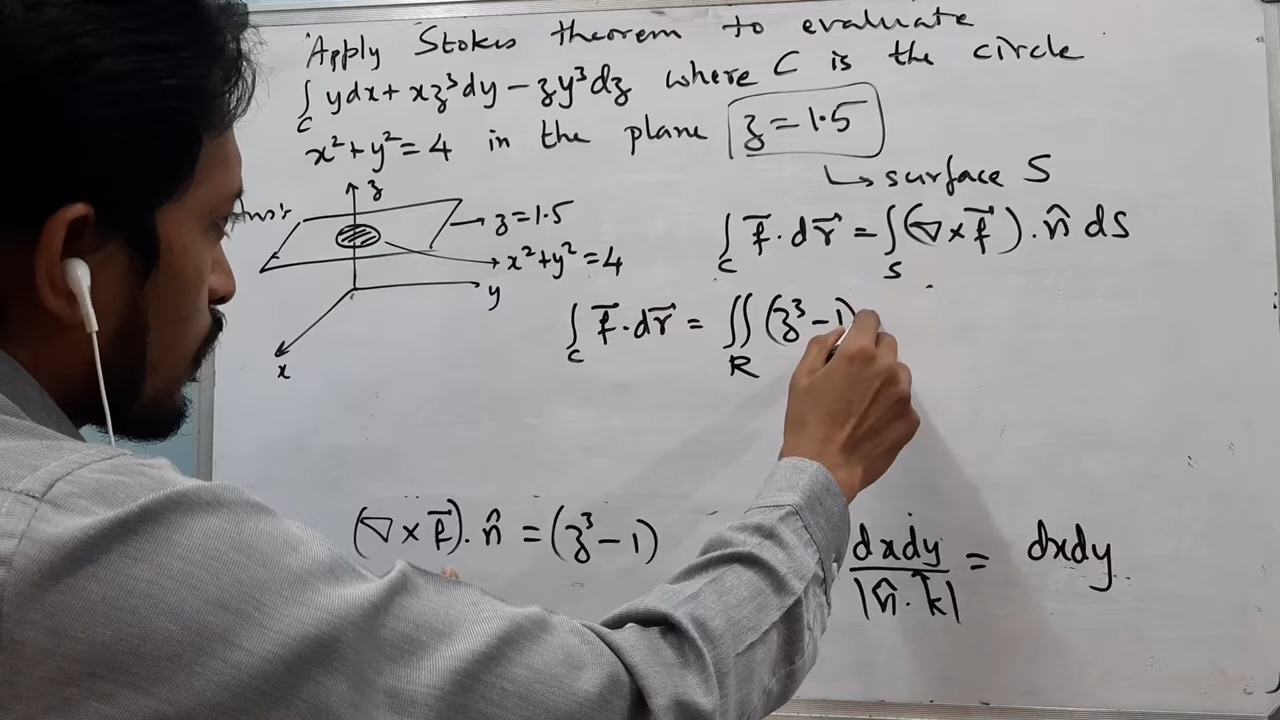 Apply Stokes theorem to evaluate
∫_C ydx + xz³dy − zy³dz where C is the circle
x² + y² = 4 in the plane z = 1.5
↳ surface S
z
z = 1.5
x² + y² = 4
y
x
∫_C F̅·dr̅ = ∫_S (∇ × F̅)·n̂ dS
∫_C F̅·dr̅ = ∬_R (z³ − 1)
(∇ × F̅)·n̂ = (z³ − 1)
dxdy/|n̂·k̂| = dxdy